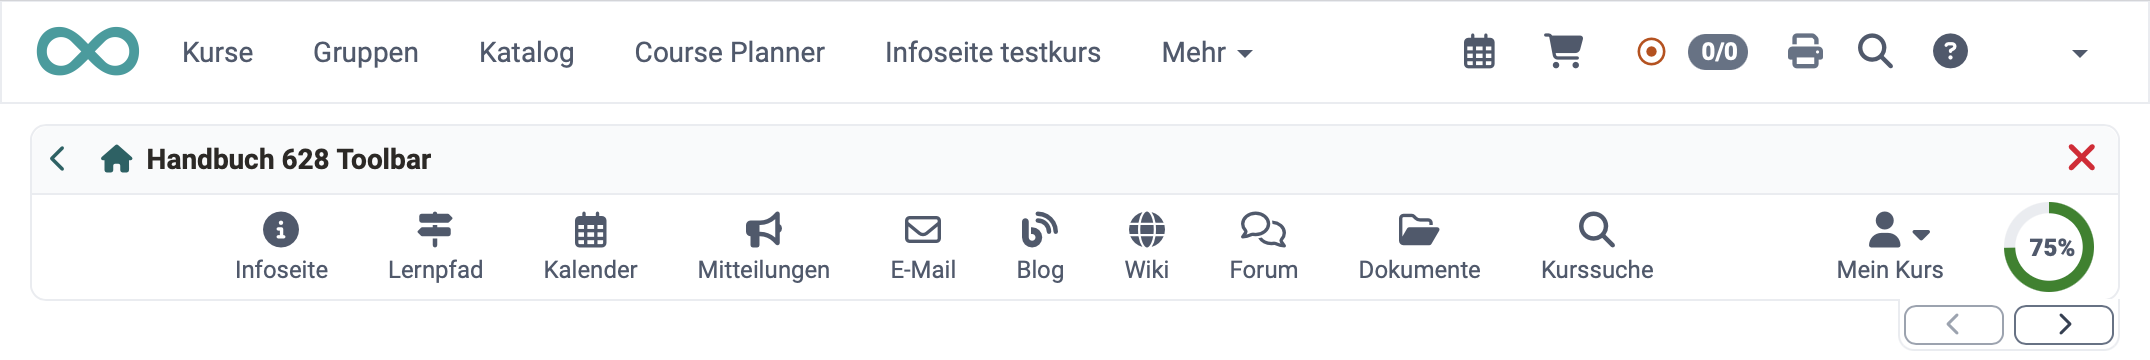 Kurse Gruppen Katalog Course Planner Infoseite testkurs Mehr 0/0 ?
Handbuch 628 Toolbar
Infoseite Lernpfad Kalender Mitteilungen E-Mail Blog Wiki Forum Dokumente Kurssuche Mein Kurs 75%